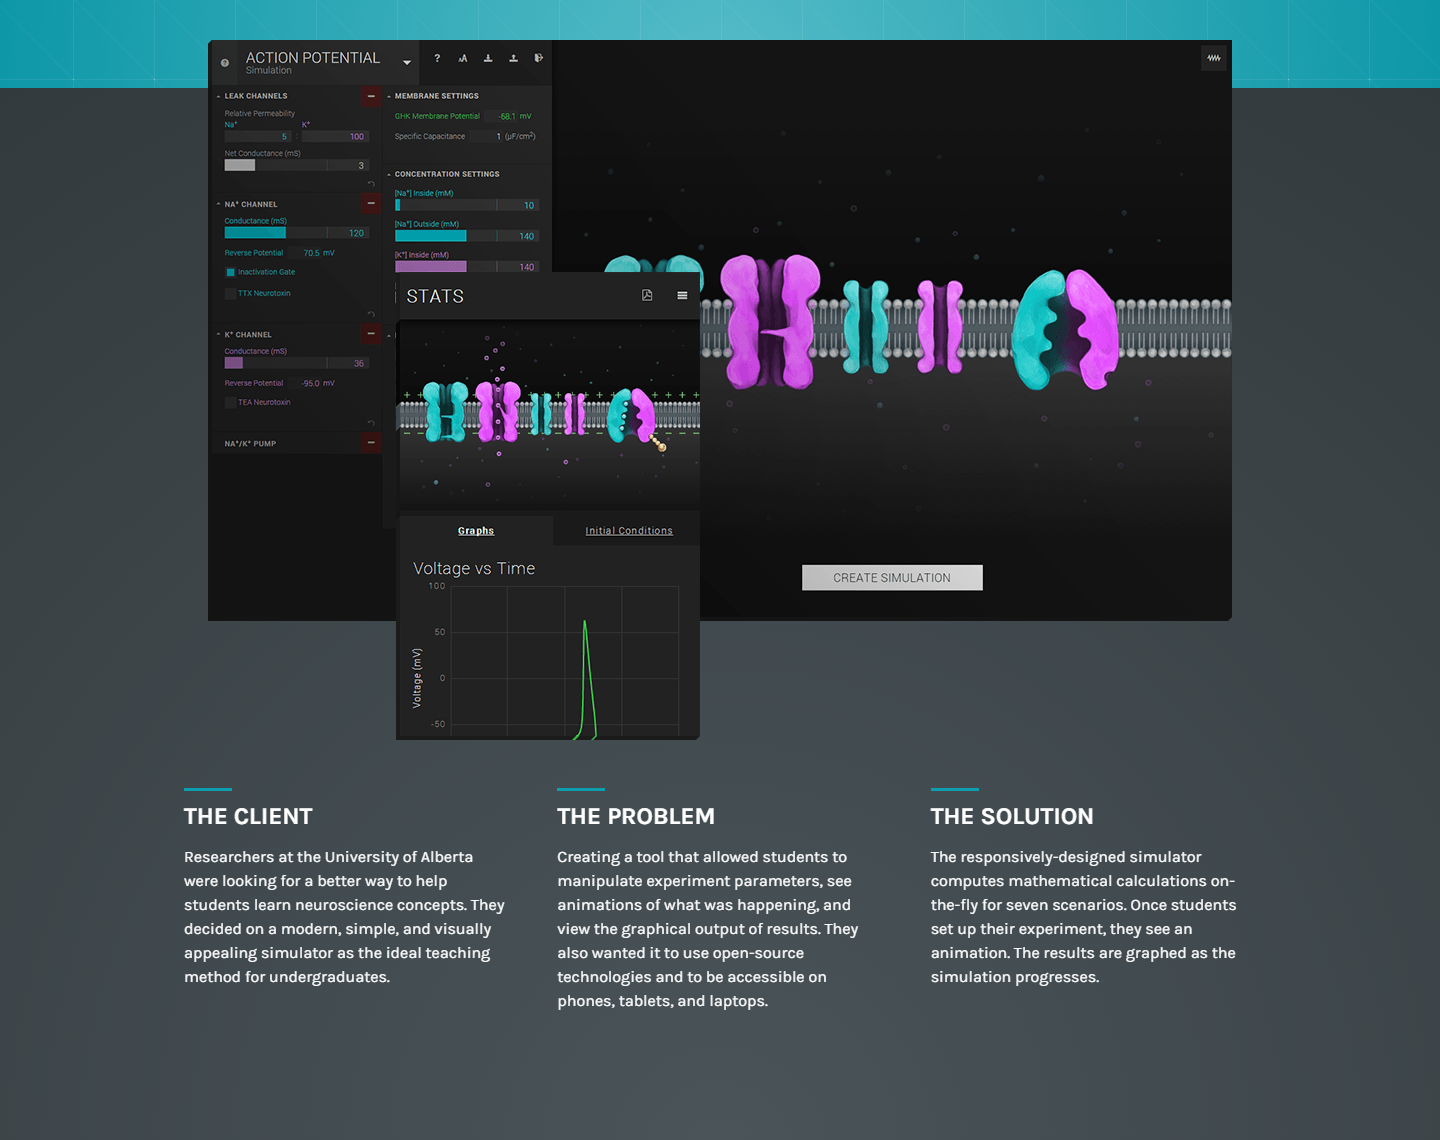 ACTION POTENTIAL
Simulation
? AA
LEAK CHANNELS
Relative Permeability
Na⁺ K⁺
5 : 100
Net Conductance (mS)
3
NA⁺ CHANNEL
Conductance (mS)
120
Reverse Potential 70.5 mV
Inactivation Gate
TTX Neurotoxin
K⁺ CHANNEL
Conductance (mS)
36
Reverse Potential -95.0 mV
TEA Neurotoxin
NA⁺/K⁺ PUMP
MEMBRANE SETTINGS
GHK Membrane Potential -68.1 mV
Specific Capacitance 1 (µF/cm²)
CONCENTRATION SETTINGS
[Na⁺] Inside (mM)
10
[Na⁺] Outside (mM)
140
[K⁺] Inside (mM)
140
STATS
Graphs
Initial Conditions
Voltage vs Time
100
50
0
-50
Voltage (mV)
CREATE SIMULATION
THE CLIENT
Researchers at the University of Alberta
were looking for a better way to help
students learn neuroscience concepts. They
decided on a modern, simple, and visually
appealing simulator as the ideal teaching
method for undergraduates.
THE PROBLEM
Creating a tool that allowed students to
manipulate experiment parameters, see
animations of what was happening, and
view the graphical output of results. They
also wanted it to use open-source
technologies and to be accessible on
phones, tablets, and laptops.
THE SOLUTION
The responsively-designed simulator
computes mathematical calculations on-
the-fly for seven scenarios. Once students
set up their experiment, they see an
animation. The results are graphed as the
simulation progresses.